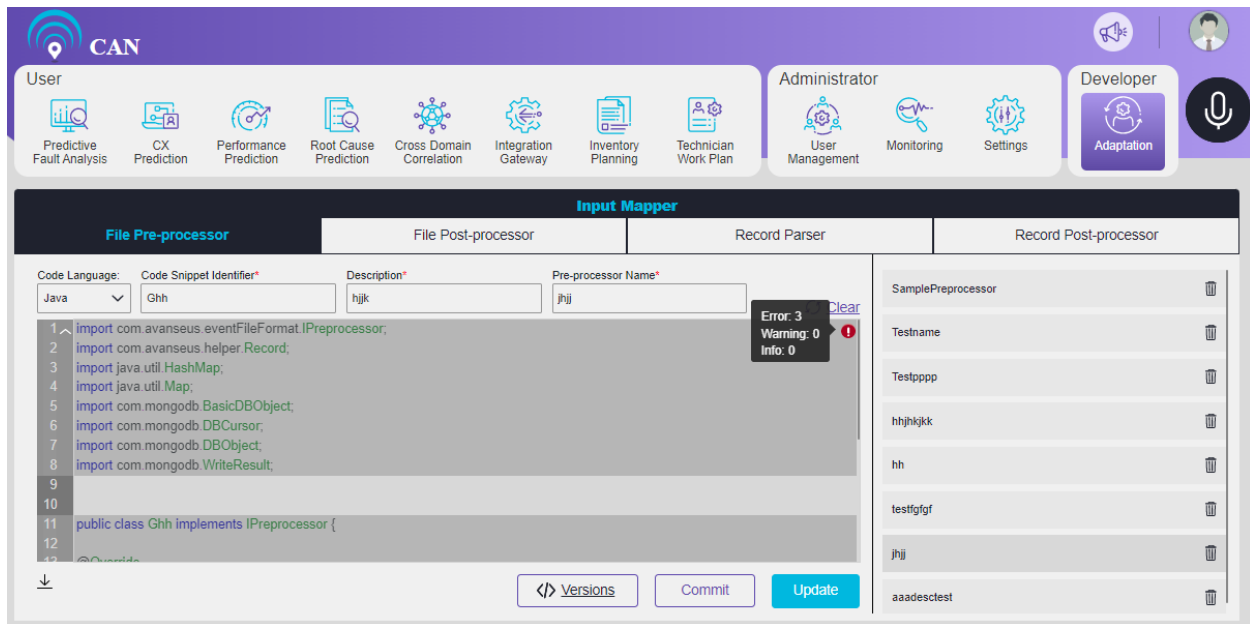 CAN
User
Administrator
Developer
Predictive
Fault Analysis
CX
Prediction
Performance
Prediction
Root Cause
Prediction
Cross Domain
Correlation
Integration
Gateway
Inventory
Planning
Technician
Work Plan
User
Management
Monitoring
Settings
Adaptation
Input Mapper
File Pre-processor
File Post-processor
Record Parser
Record Post-processor
Code Language:
Code Snippet Identifier*
Description*
Pre-processor Name*
Java
Ghh
hjjk
jhjj
Clear
Error: 3
Warning: 0
Info: 0
1 import com.avanseus.eventFileFormat.IPreprocessor;
2 import com.avanseus.helper.Record;
3 import java.util.HashMap;
4 import java.util.Map;
5 import com.mongodb.BasicDBObject;
6 import com.mongodb.DBCursor;
7 import com.mongodb.DBObject;
8 import com.mongodb.WriteResult;
9
10
11 public class Ghh implements IPreprocessor {
12
13 @Override
</> Versions
Commit
Update
SamplePreprocessor
Testname
Testpppp
hhjhkjkk
hh
testfgfgf
jhjj
aaadesctest